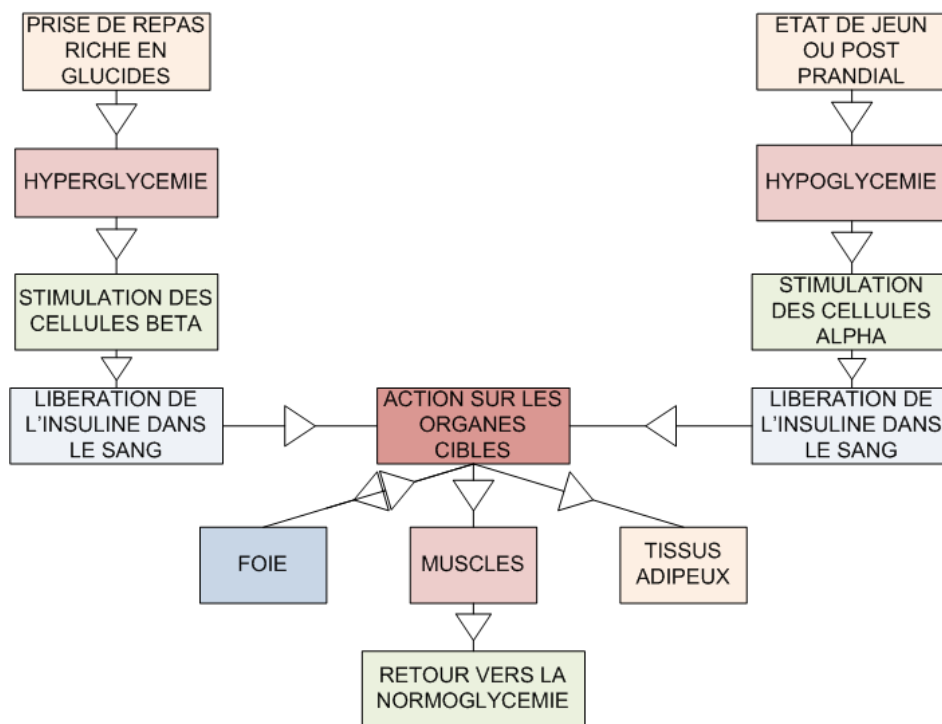 PRISE DE REPAS
RICHE EN
GLUCIDES
ETAT DE JEUN
OU POST
PRANDIAL
HYPERGLYCEMIE
HYPOGLYCEMIE
STIMULATION DES
CELLULES BETA
STIMULATION
DES CELLULES
ALPHA
LIBERATION DE
L'INSULINE DANS
LE SANG
ACTION SUR LES
ORGANES
CIBLES
LIBERATION DE
L'INSULINE DANS
LE SANG
FOIE
MUSCLES
TISSUS
ADIPEUX
RETOUR VERS LA
NORMOGLYCEMIE